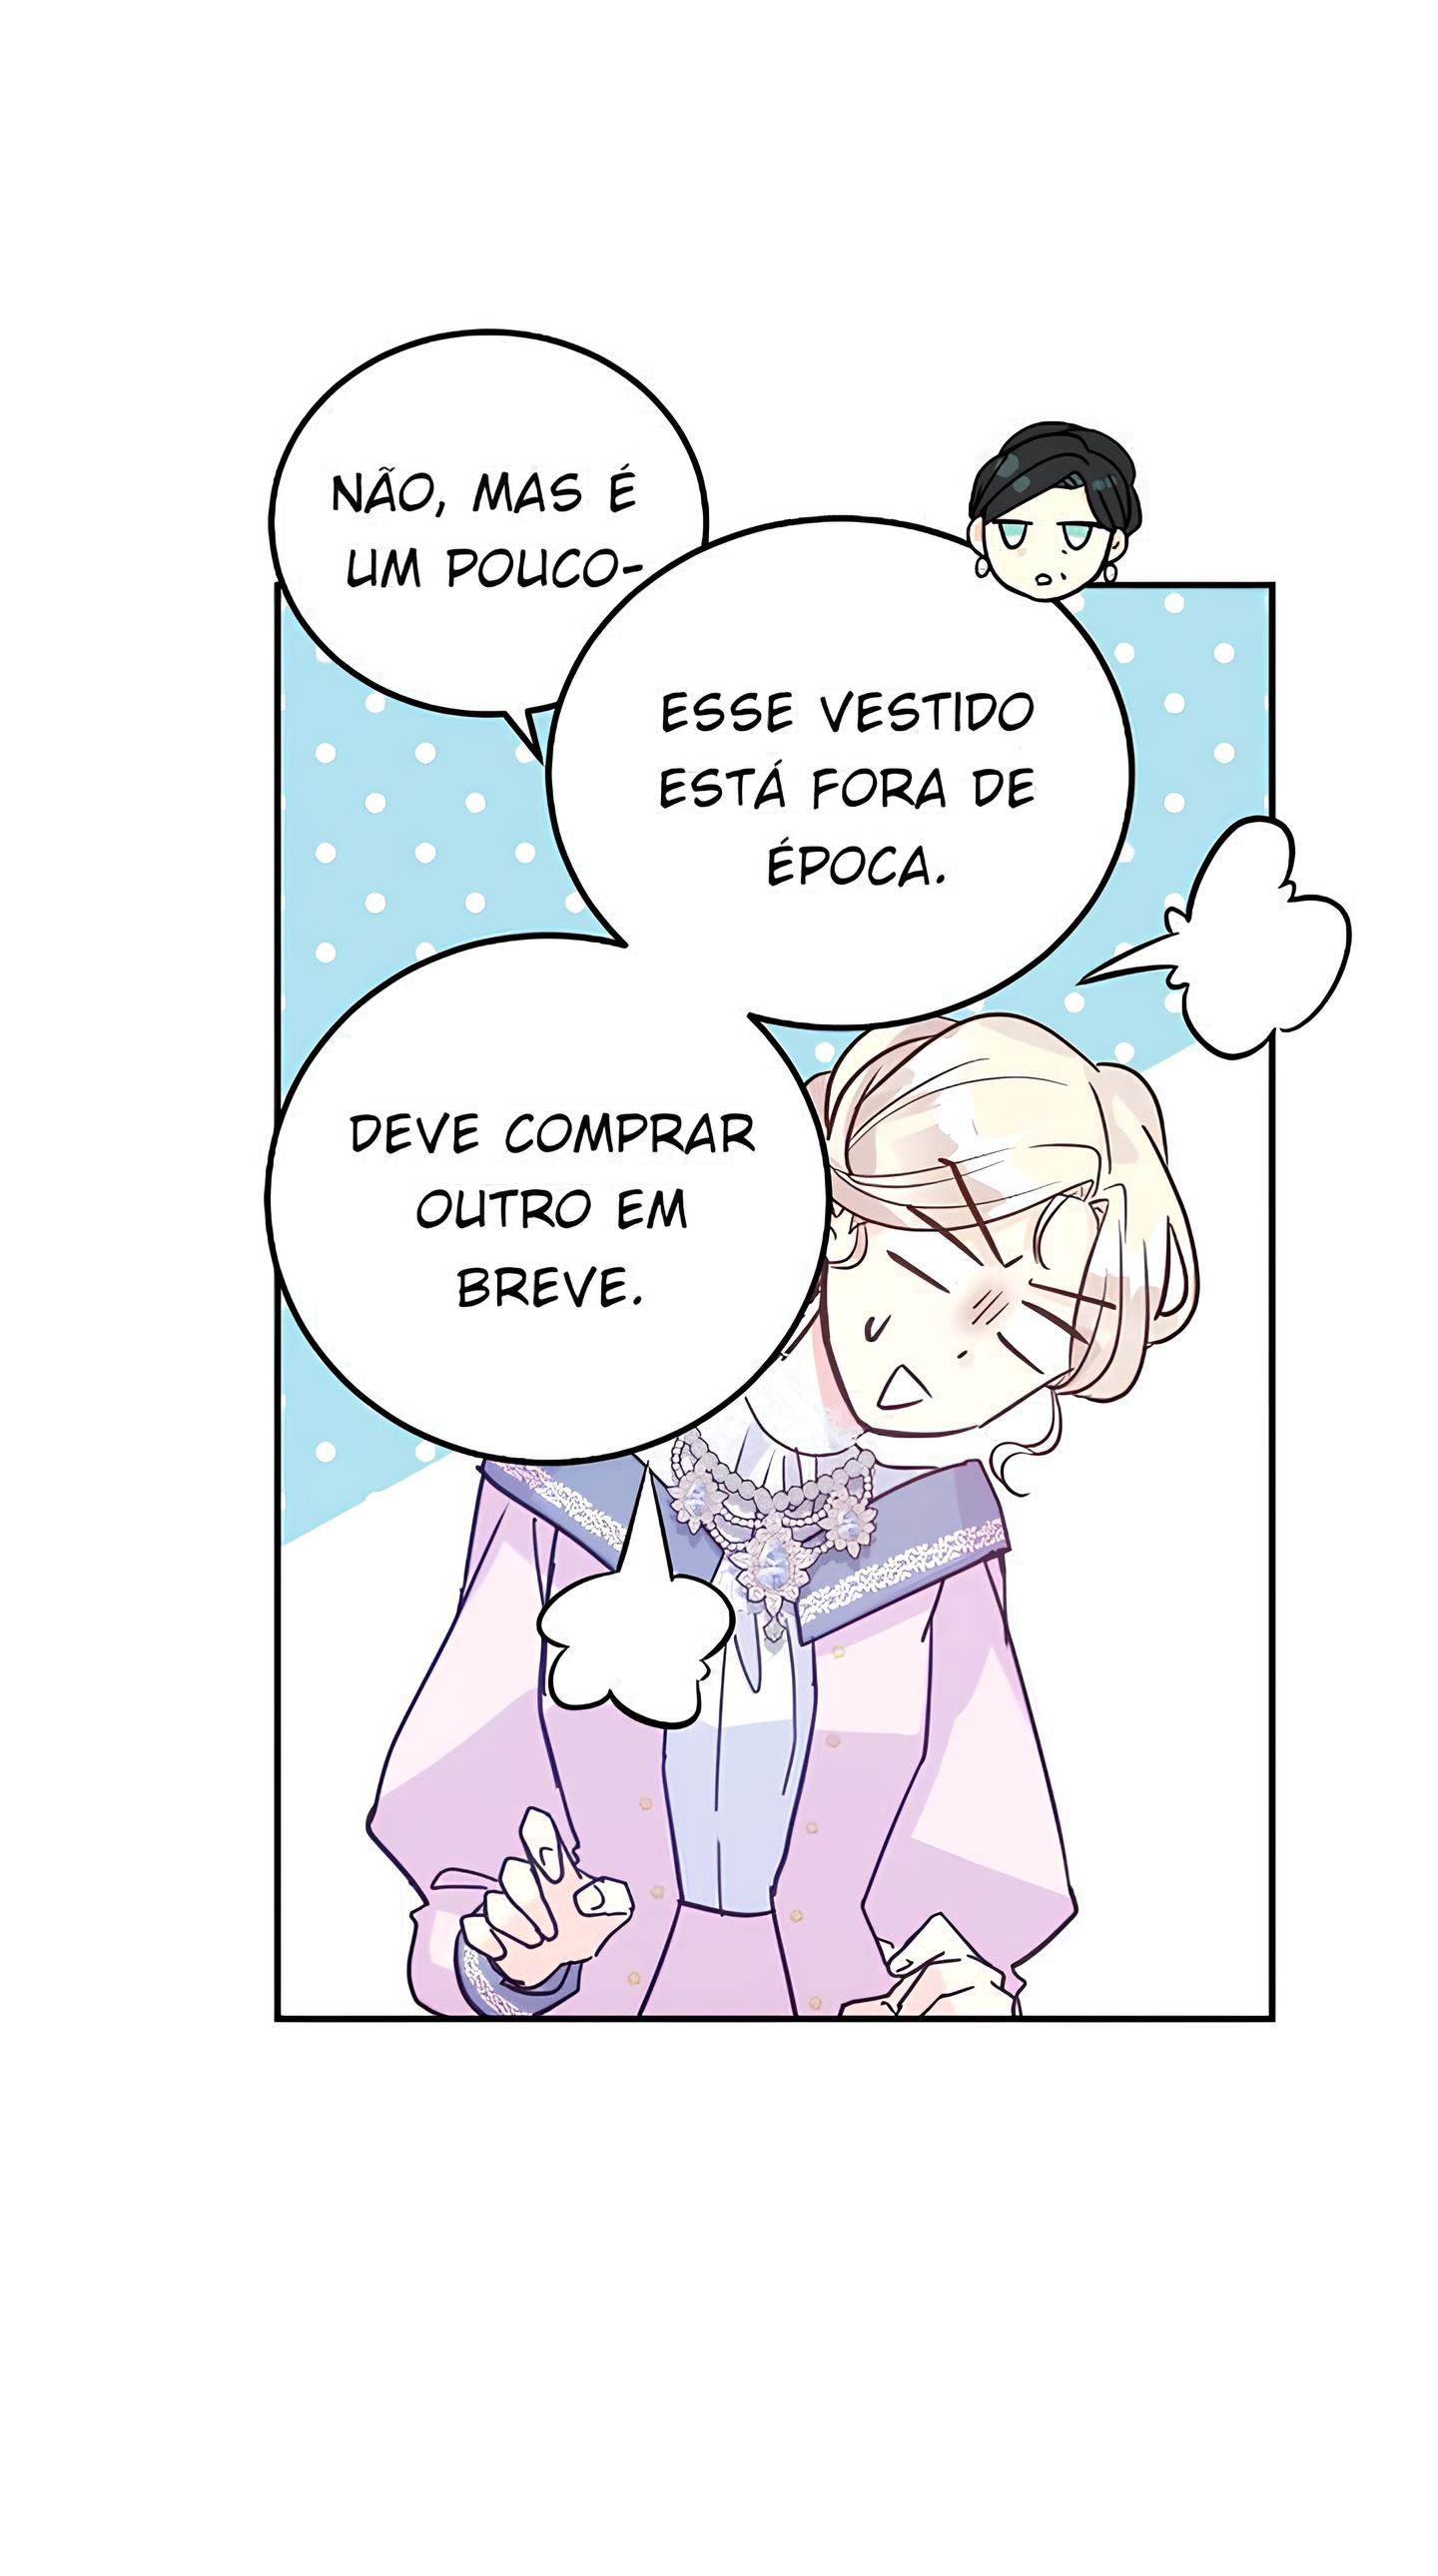 NÃO, MAS É
UM POUCO-
ESSE VESTIDO
ESTÁ FORA DE
ÉPOCA.
DEVE COMPRAR
OUTRO EM
BREVE.